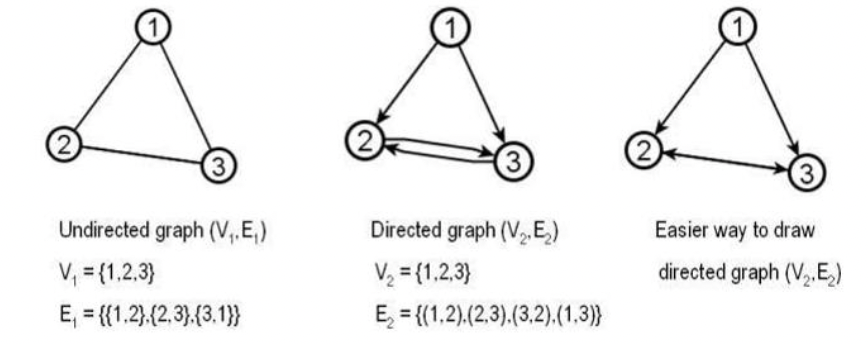 1
2
3
1
2
3
1
2
3
Undirected graph (V₁,E₁)
V₁ = {1,2,3}
E₁ = {{1,2},{2,3},{3,1}}
Directed graph (V₂,E₂)
V₂ = {1,2,3}
E₂ = {(1,2),(2,3),(3,2),(1,3)}
Easier way to draw
directed graph (V₂,E₂)